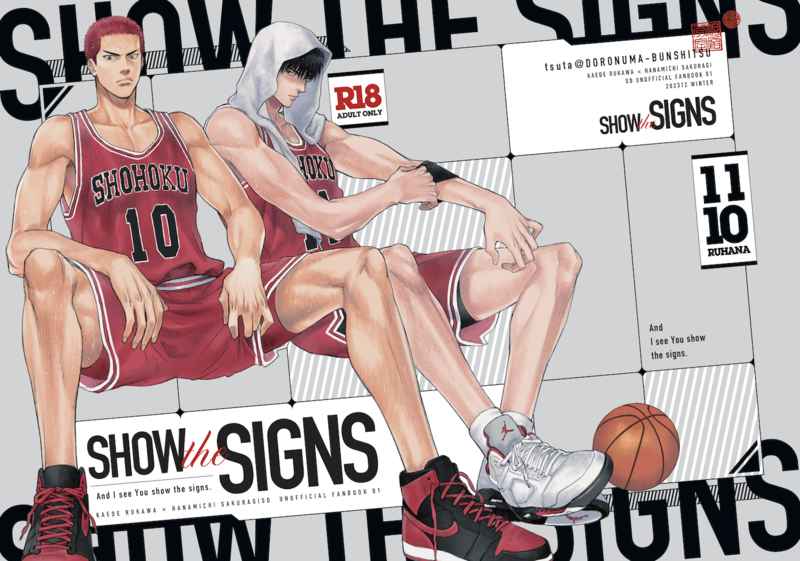 SHOW THE SIGNS
R18
ADULT ONLY
tsuta@DORONUMA-BUNSHITSU
KAEDE RUKAWA × HANAMICHI SAKURAGI
SD UNOFFICIAL FANBOOK 01
202312 WINTER
SHOW the SIGNS
11
10
RUHANA
SHOHOKU
10
And
I see You show
the signs.
SHOW the SIGNS
And I see You show the signs.
KAEDE RUKAWA × HANAMICHI SAKURAGI SD UNOFFICIAL FANBOOK 01
SHOW THE SIGNS